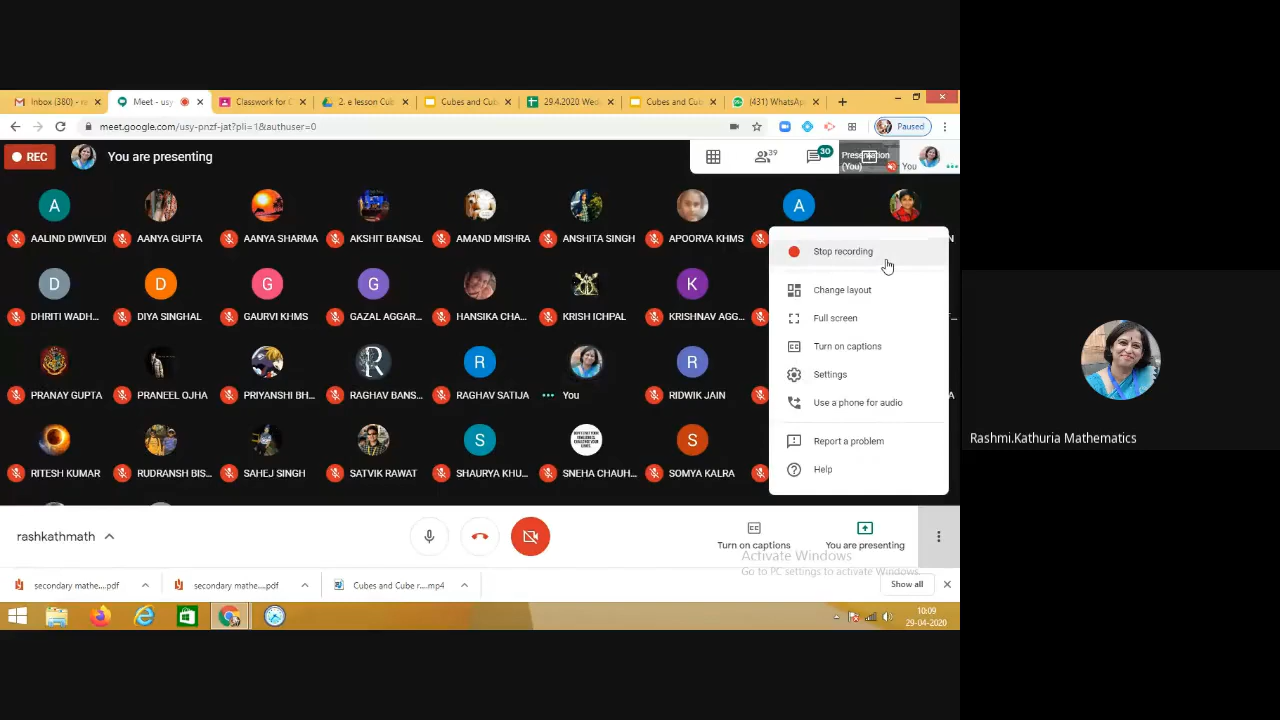 Inbox (380) - r
Meet - usy
Classwork for C
2. e lesson Cub
Cubes and Cub
29.4.2020 Wed
Cubes and Cub
(431) WhatsAp
meet.google.com/usy-pnzf-jat?pli=1&authuser=0
Paused
REC
You are presenting
39
30
Presentation
(You)
You
A
A
AALIND DWIVEDI
AANYA GUPTA
AANYA SHARMA
AKSHIT BANSAL
AMAND MISHRA
ANSHITA SINGH
APOORVA KHMS
N
Stop recording
D
D
G
G
K
DHRITI WADH...
DIYA SINGHAL
GAURVI KHMS
GAZAL AGGAR...
HANSIKA CHA...
KRISH ICHPAL
KRISHNAV AGG...
Change layout
Full screen
Turn on captions
R
R
R
PRANAY GUPTA
PRANEEL OJHA
PRIYANSHI BH...
RAGHAV BANS...
RAGHAV SATIJA
You
RIDWIK JAIN
A
Settings
Use a phone for audio
S
S
RITESH KUMAR
RUDRANSH BIS...
SAHEJ SINGH
SATVIK RAWAT
SHAURYA KHU...
SNEHA CHAUH...
SOMYA KALRA
Report a problem
Help
Rashmi.Kathuria Mathematics
rashkathmath
Turn on captions
You are presenting
Activate Windows
Go to PC settings to activate Windows.
secondary mathe....pdf
secondary mathe....pdf
Cubes and Cube r....mp4
Show all
10:09
29-04-2020